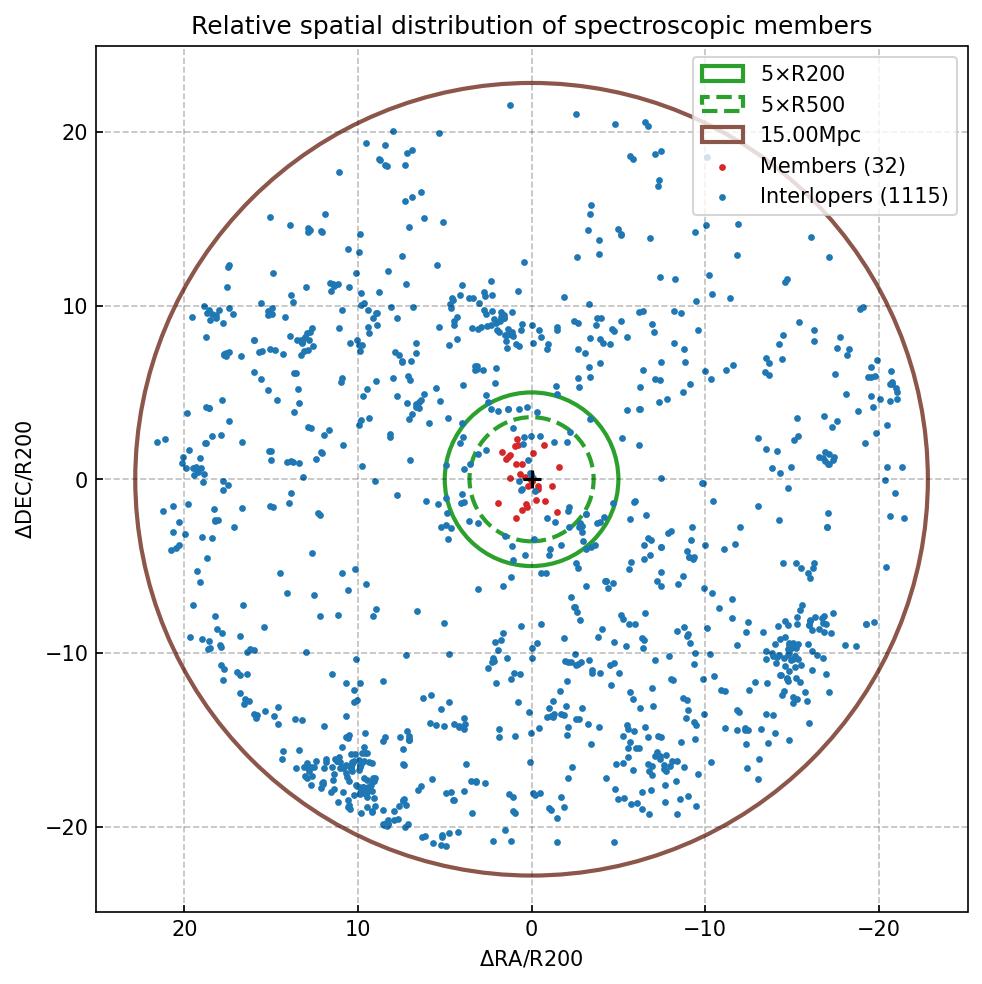 Relative spatial distribution of spectroscopic members
5×R200
5×R500
15.00Mpc
Members (32)
Interlopers (1115)
20
10
0
−10
−20
ΔDEC/R200
20
10
0
−10
−20
ΔRA/R200